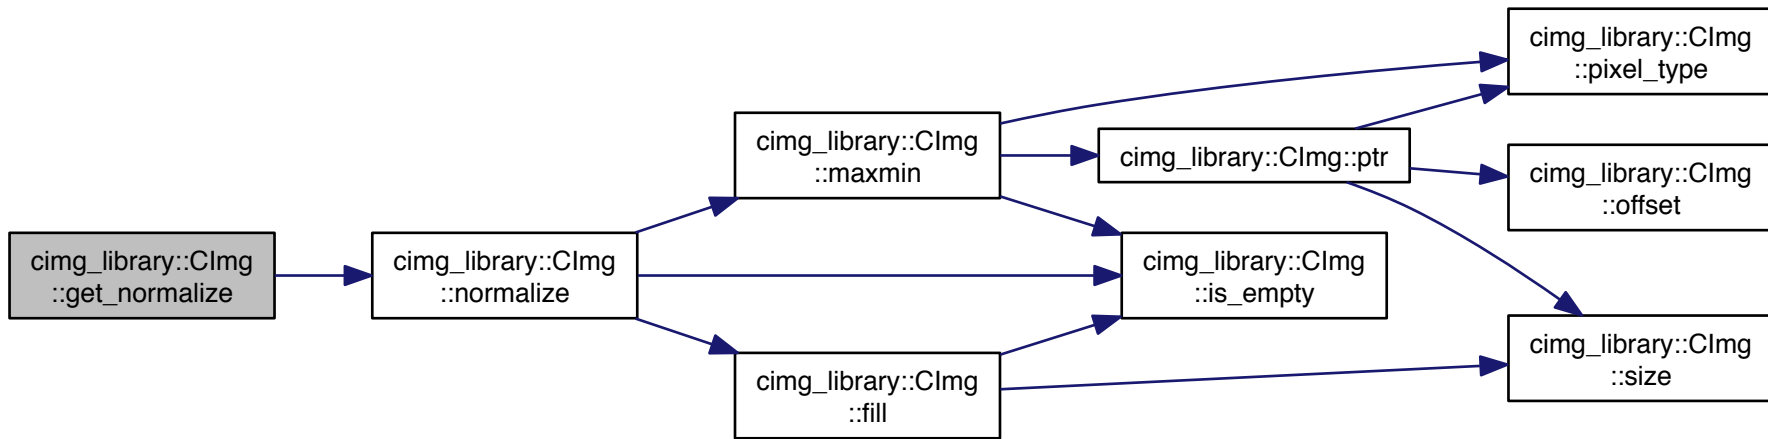 cimg_library::CImg
::get_normalize
cimg_library::CImg
::normalize
cimg_library::CImg
::maxmin
cimg_library::CImg
::fill
cimg_library::CImg::ptr
cimg_library::CImg
::is_empty
cimg_library::CImg
::pixel_type
cimg_library::CImg
::offset
cimg_library::CImg
::size